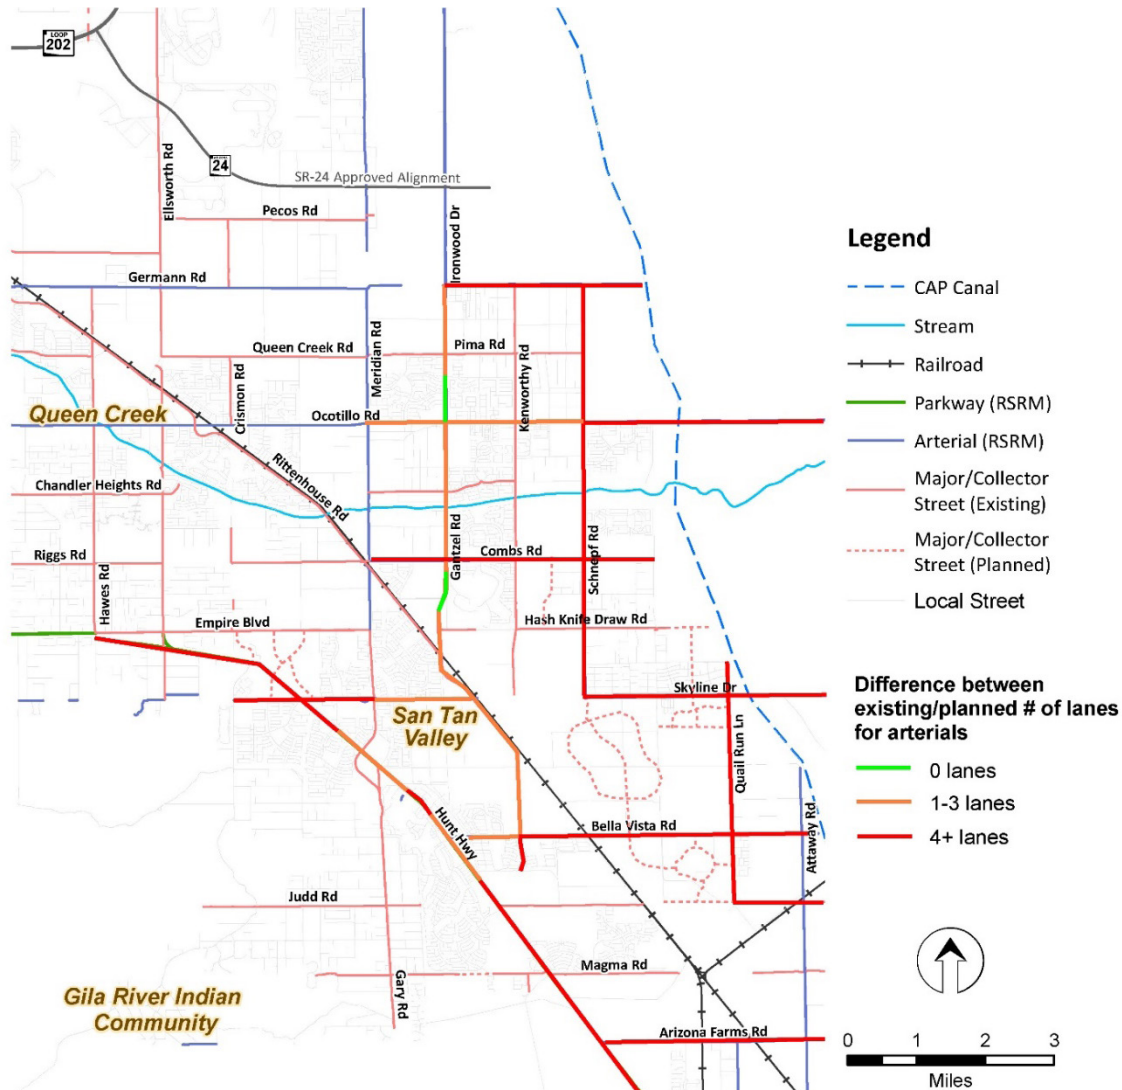 LOOP
202
24
SR-24 Approved Alignment
Ellsworth Rd
Pecos Rd
Ironwood Dr
Germann Rd
Meridian Rd
Queen Creek Rd
Pima Rd
Kenworthy Rd
Crismon Rd
Queen Creek
Ocotillo Rd
Rittenhouse Rd
Chandler Heights Rd
Gantzel Rd
Combs Rd
Schnepf Rd
Riggs Rd
Hawes Rd
Empire Blvd
Hash Knife Draw Rd
Skyline Dr
San Tan
Valley
Quail Run Ln
Attaway Rd
Bella Vista Rd
Hunt Hwy
Judd Rd
Magma Rd
Gary Rd
Gila River Indian
Community
Arizona Farms Rd
Legend
CAP Canal
Stream
Railroad
Parkway (RSRM)
Arterial (RSRM)
Major/Collector
Street (Existing)
Major/Collector
Street (Planned)
Local Street
Difference between
existing/planned # of lanes
for arterials
0 lanes
1-3 lanes
4+ lanes
0 1 2 3
Miles